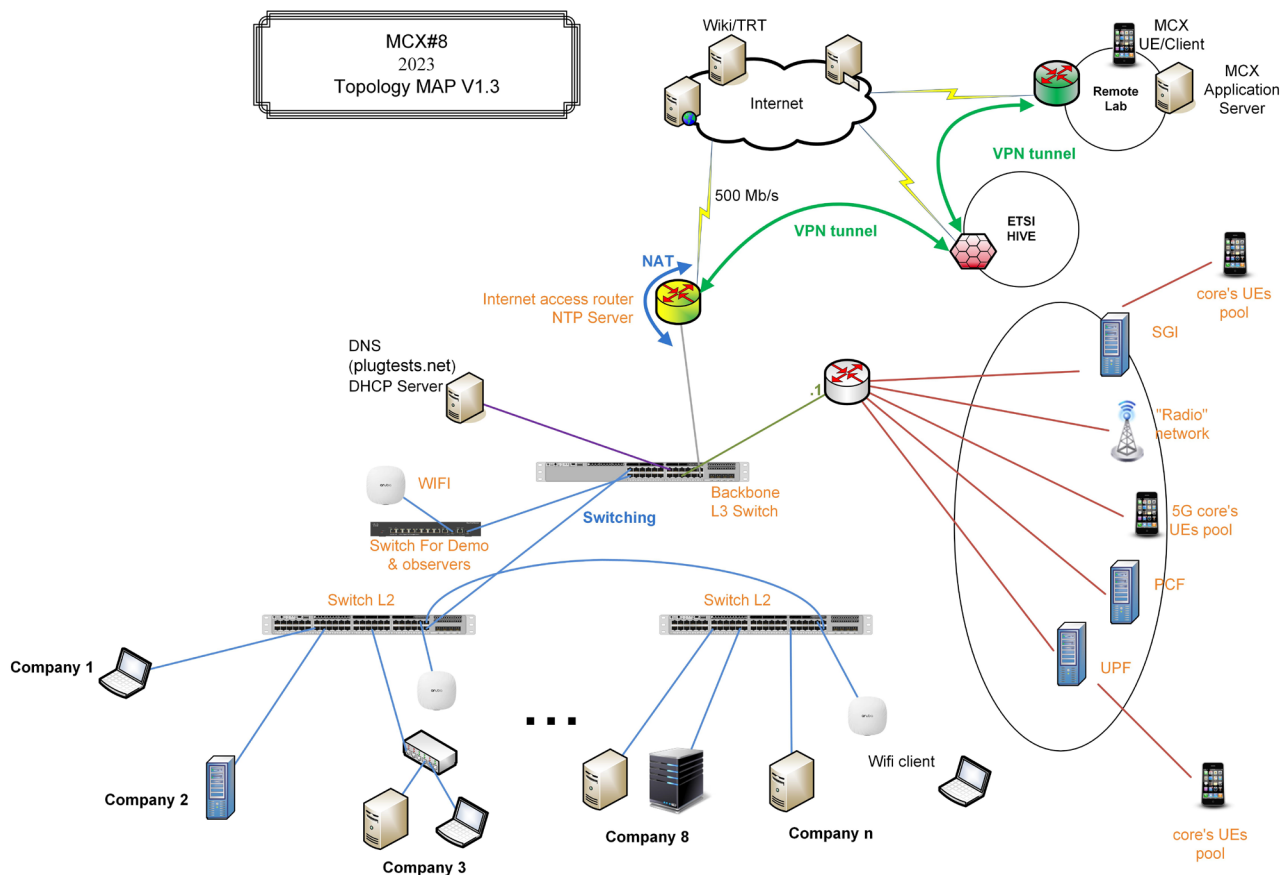 MCX#8
2023
Topology MAP V1.3
Wiki/TRT
Internet
MCX
UE/Client
MCX
Application
Server
Remote
Lab
VPN tunnel
500 Mb/s
ETSI
HIVE
VPN tunnel
NAT
Internet access router
NTP Server
core's UEs
pool
SGI
DNS
(plugtests.net)
DHCP Server
.1
"Radio"
network
WIFI
Backbone
L3 Switch
Switching
5G core's
UEs pool
Switch For Demo
& observers
PCF
Switch L2
Switch L2
Company 1
UPF
...
Wifi client
Company 2
Company 8
Company n
Company 3
core's UEs
pool